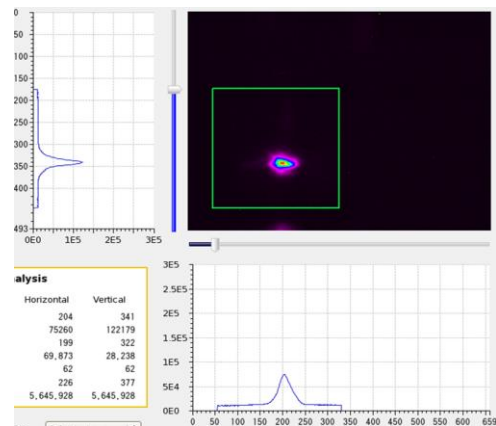 0
50
100
150
200
250
300
350
400
493
0E0 1E5 2E5 3E5
alysis
Horizontal Vertical
204 341
75260 122179
199 322
69,873 28,238
62 62
226 377
5,645,928 5,645,928
3E5
2.5E5
2E5
1.5E5
1E5
5E4
0E0
0 50 100 150 200 250 300 350 400 450 500 550 600 659